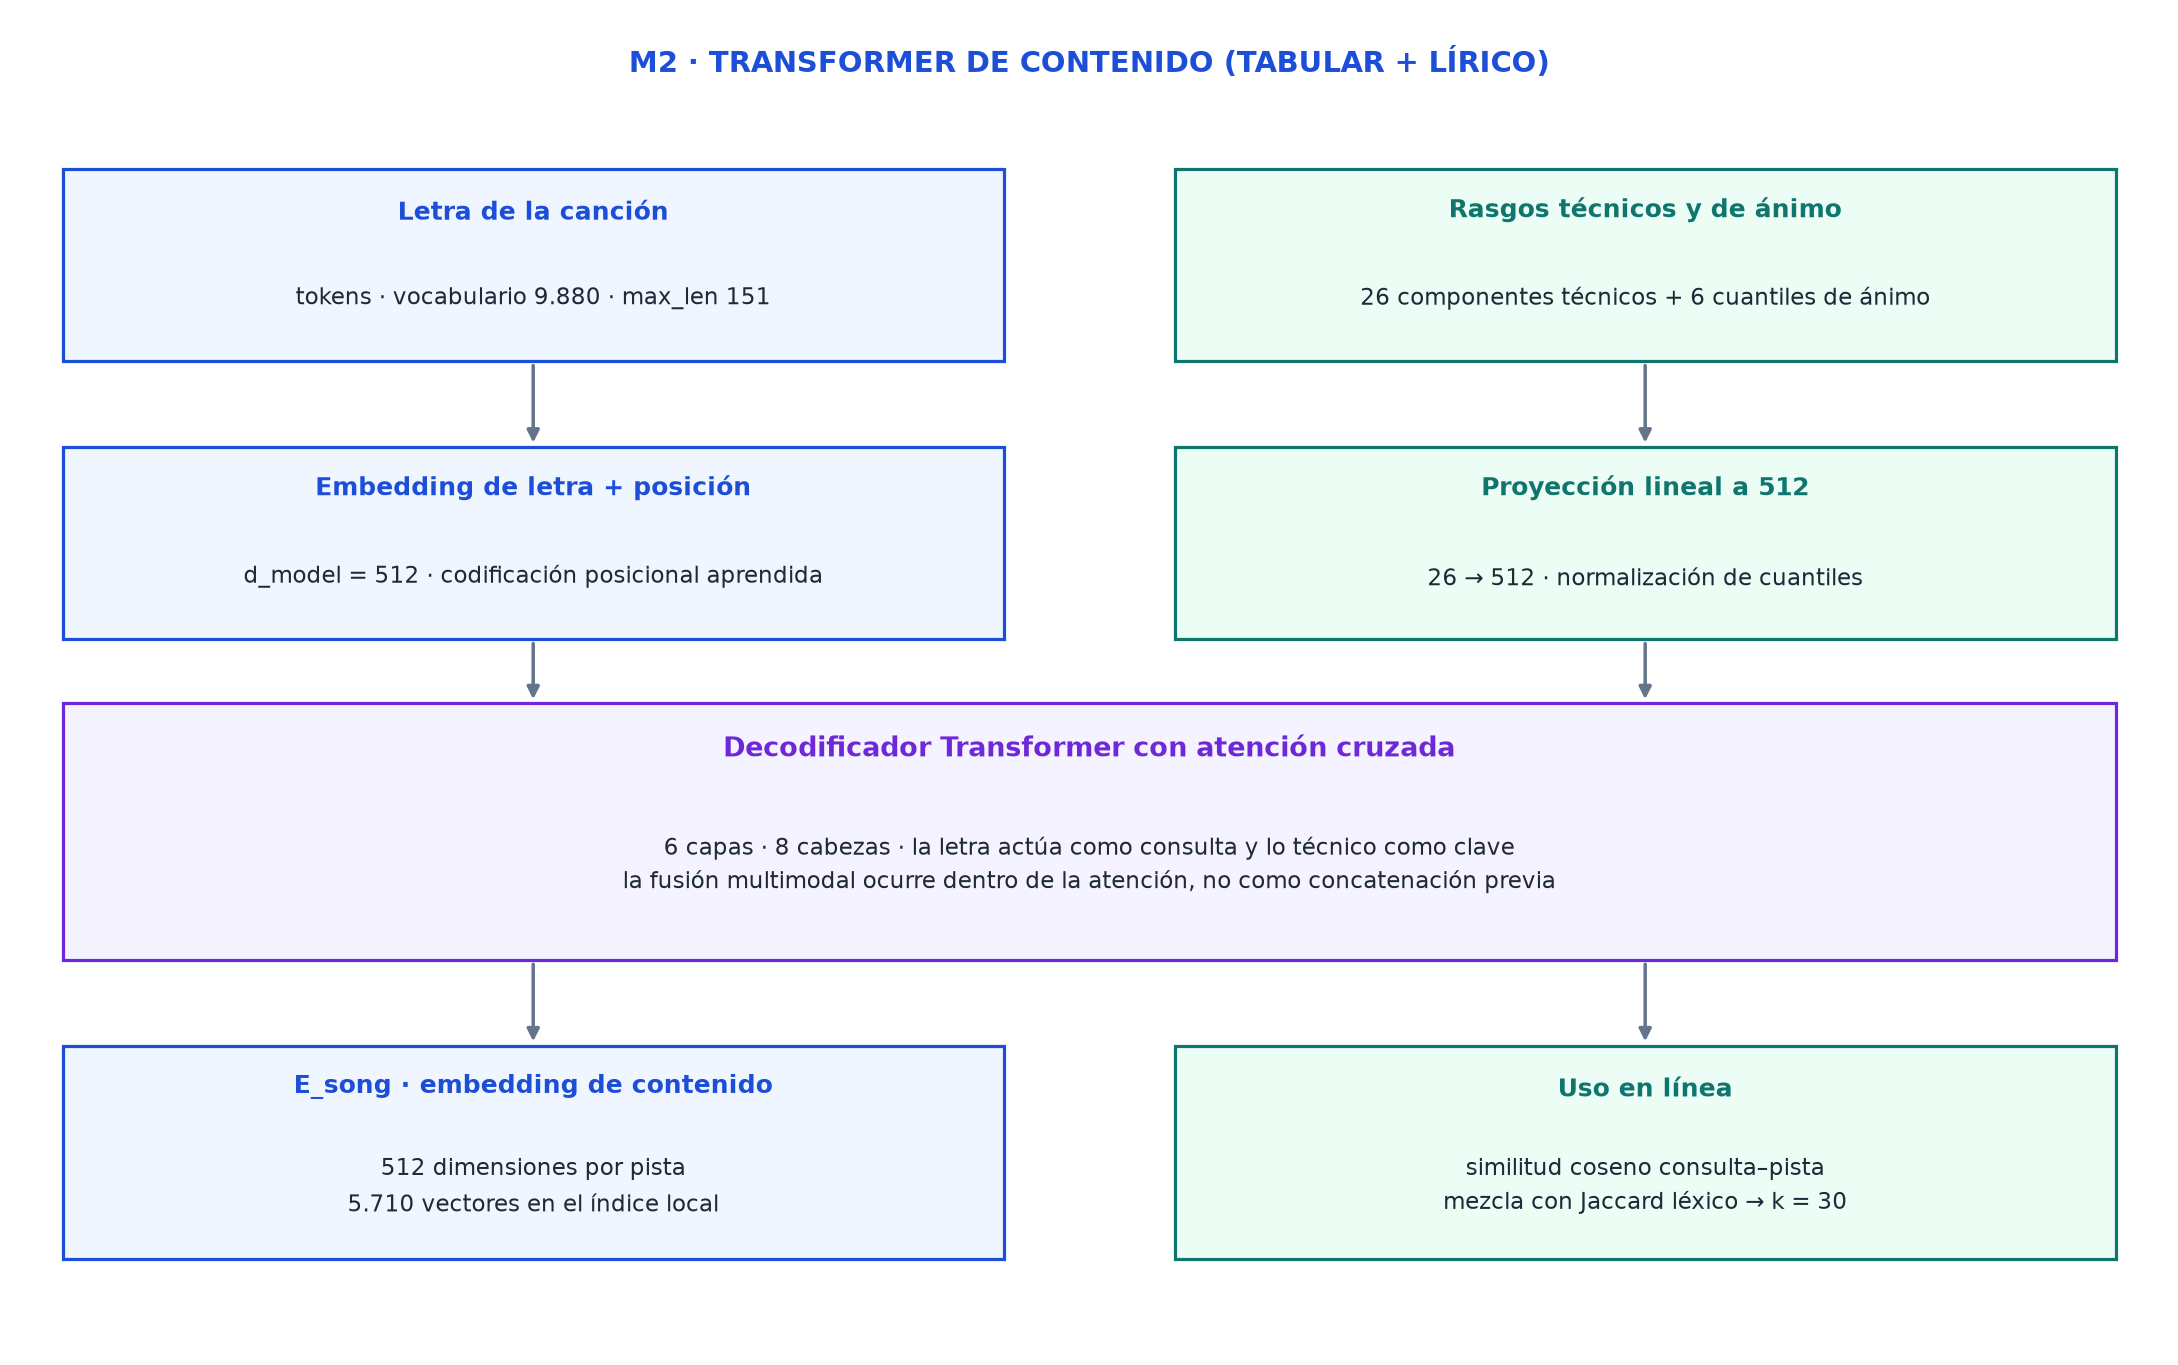 M2 · TRANSFORMER DE CONTENIDO (TABULAR + LÍRICO)
Letra de la canción
tokens · vocabulario 9.880 · max_len 151
Rasgos técnicos y de ánimo
26 componentes técnicos + 6 cuantiles de ánimo
Embedding de letra + posición
d_model = 512 · codificación posicional aprendida
Proyección lineal a 512
26 → 512 · normalización de cuantiles
Decodificador Transformer con atención cruzada
6 capas · 8 cabezas · la letra actúa como consulta y lo técnico como clave
la fusión multimodal ocurre dentro de la atención, no como concatenación previa
E_song · embedding de contenido
512 dimensiones por pista
5.710 vectores en el índice local
Uso en línea
similitud coseno consulta–pista
mezcla con Jaccard léxico → k = 30